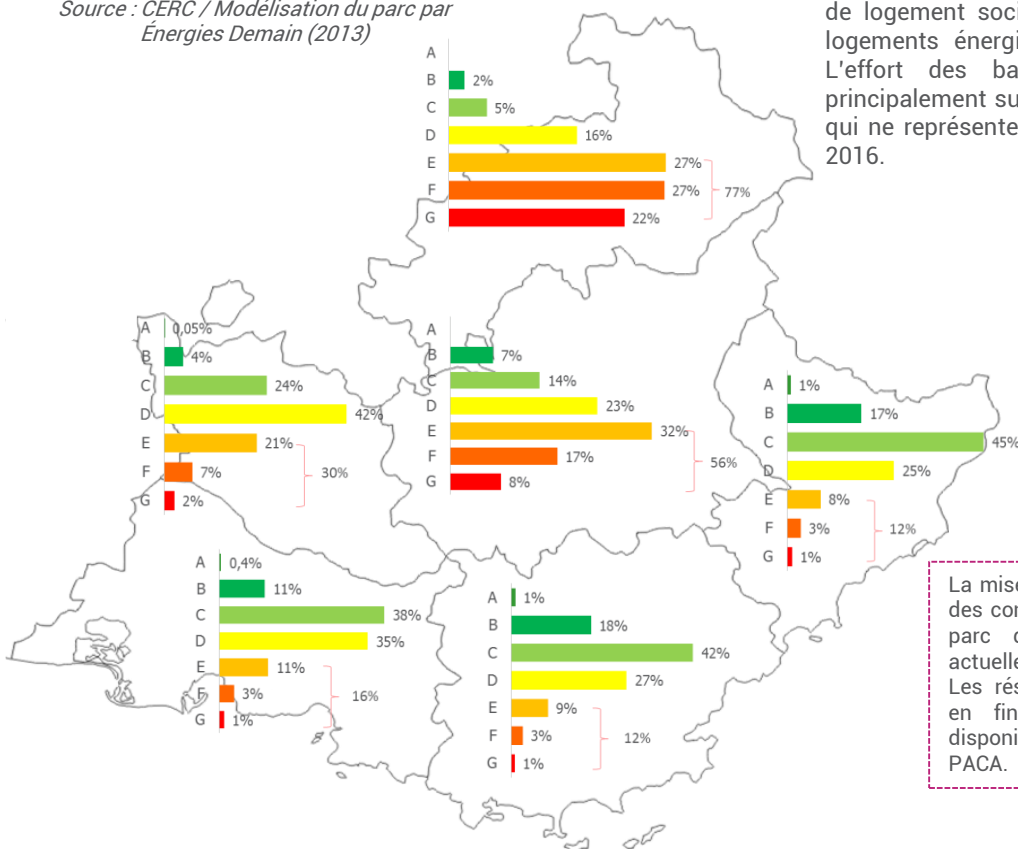 Source : CERC / Modélisation du parc par
Énergies Demain (2013)
de logement soci
logements énergi
L'effort des ba
principalement su
qui ne représente
2016.
A
B 2%
C 5%
D 16%
E 27%
F 27%
G 22%
77%
A 0,05%
B 4%
C 24%
D 42%
E 21%
F 7%
G 2%
30%
A
B 7%
C 14%
D 23%
E 32%
F 17%
G 8%
56%
A 1%
B 17%
C 45%
D 25%
E 8%
F 3%
G 1%
12%
A 0,4%
B 11%
C 38%
D 35%
E 11%
F 3%
G 1%
16%
A 1%
B 18%
C 42%
D 27%
E 9%
F 3%
G 1%
12%
La mise
des con
parc c
actuelle
Les rés
en fin
disponi
PACA.